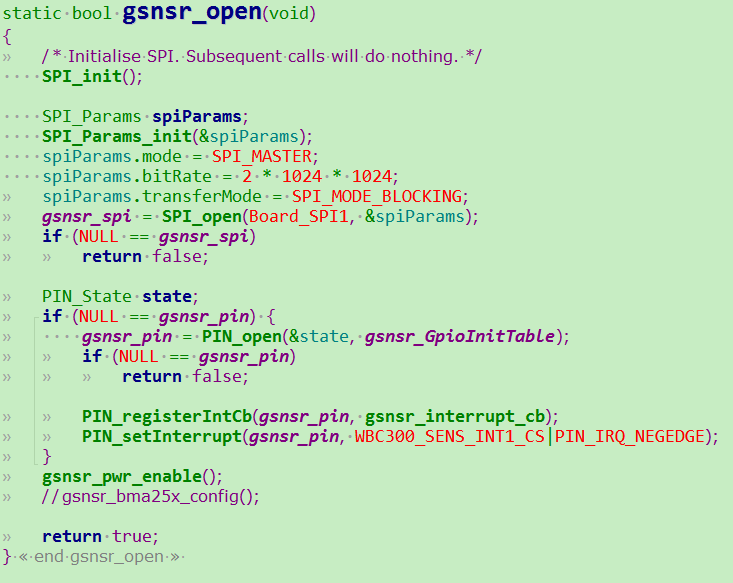 static bool gsnsr_open(void)
{
/* Initialise SPI. Subsequent calls will do nothing. */
SPI_init();
SPI_Params spiParams;
SPI_Params_init(&spiParams);
spiParams.mode = SPI_MASTER;
spiParams.bitRate = 2 * 1024 * 1024;
spiParams.transferMode = SPI_MODE_BLOCKING;
gsnsr_spi = SPI_open(Board_SPI1, &spiParams);
if (NULL == gsnsr_spi)
return false;
PIN_State state;
if (NULL == gsnsr_pin) {
gsnsr_pin = PIN_open(&state, gsnsr_GpioInitTable);
if (NULL == gsnsr_pin)
return false;
PIN_registerIntCb(gsnsr_pin, gsnsr_interrupt_cb);
PIN_setInterrupt(gsnsr_pin, WBC300_SENS_INT1_CS|PIN_IRQ_NEGEDGE);
}
gsnsr_pwr_enable();
//gsnsr_bma25x_config();
return true;
} « end gsnsr_open »